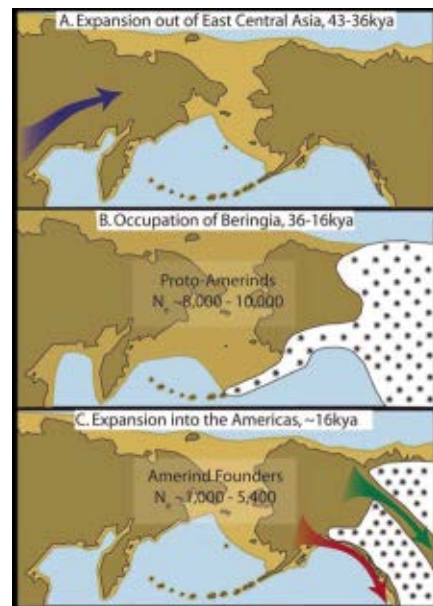 A. Expansion out of East Central Asia, 43-36kya
B. Occupation of Beringia, 36-16kya
Proto-Amerinds
Ne ~8,000 - 10,000
C. Expansion into the Americas, ~16kya
Amerind Founders
Ne ~1,000 - 5,400